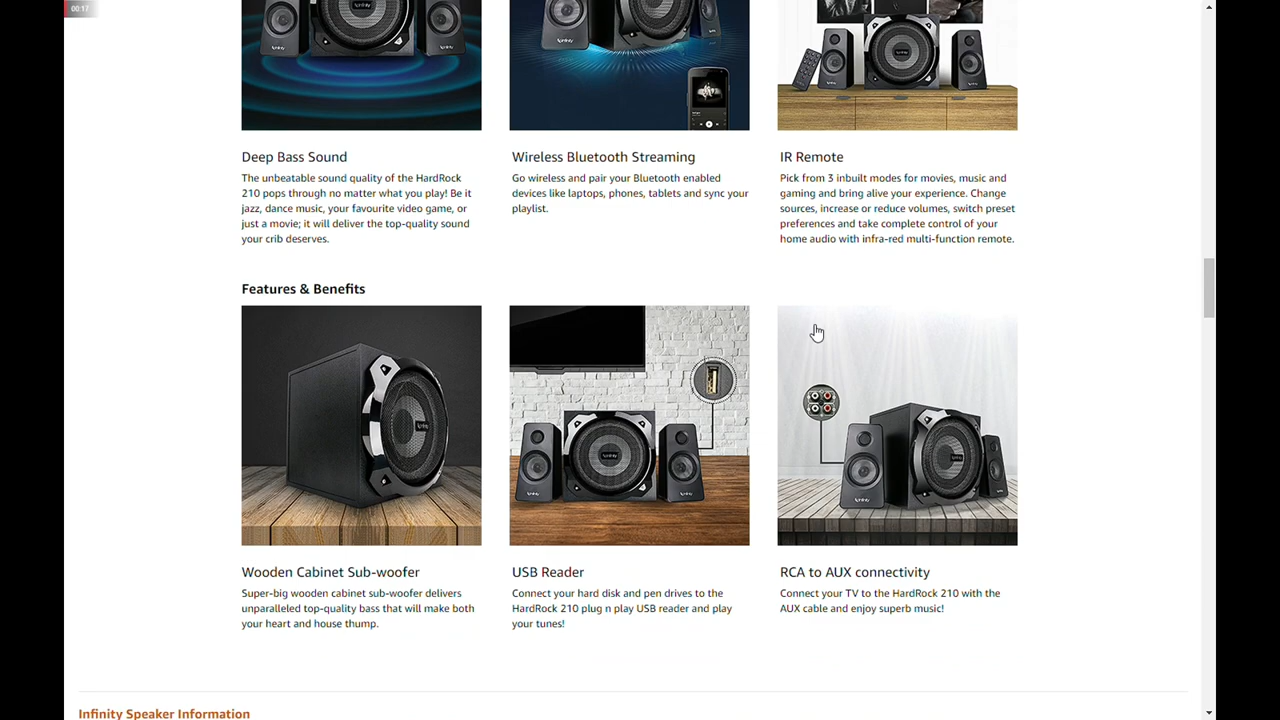 00:17
Deep Bass Sound
The unbeatable sound quality of the HardRock
210 pops through no matter what you play! Be it
jazz, dance music, your favourite video game, or
just a movie; it will deliver the top-quality sound
your crib deserves.
Wireless Bluetooth Streaming
Go wireless and pair your Bluetooth enabled
devices like laptops, phones, tablets and sync your
playlist.
IR Remote
Pick from 3 inbuilt modes for movies, music and
gaming and bring alive your experience. Change
sources, increase or reduce volumes, switch preset
preferences and take complete control of your
home audio with infra-red multi-function remote.
Features & Benefits
Wooden Cabinet Sub-woofer
Super-big wooden cabinet sub-woofer delivers
unparalleled top-quality bass that will make both
your heart and house thump.
USB Reader
Connect your hard disk and pen drives to the
HardRock 210 plug n play USB reader and play
your tunes!
RCA to AUX connectivity
Connect your TV to the HardRock 210 with the
AUX cable and enjoy superb music!
Infinity Speaker Information